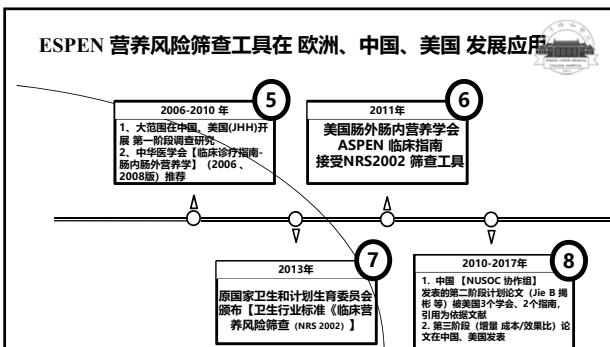 ESPEN 营养风险筛查工具在 欧洲、中国、美国 发展应用
5
2006-2010 年
1、大范围在中国、美国(JHH)开
展 第一阶段调查研究
2、中华医学会【临床诊疗指南-
肠内肠外营养学】（2006 、
2008版）推荐
6
2011年
美国肠外肠内营养学会
ASPEN 临床指南
接受NRS2002 筛查工具
7
2013年
原国家卫生和计划生育委员会
颁布【卫生行业标准《临床营
养风险筛查（NRS 2002）】
8
2010-2017年
1. 中国 【NUSOC 协作组】
发表的第二阶段计划论文（Jie B 揭
彬 等）被美国3个学会、2个指南，
引用为依据文献
2. 第三阶段（增量 成本/效果比）论
文在中国、美国发表